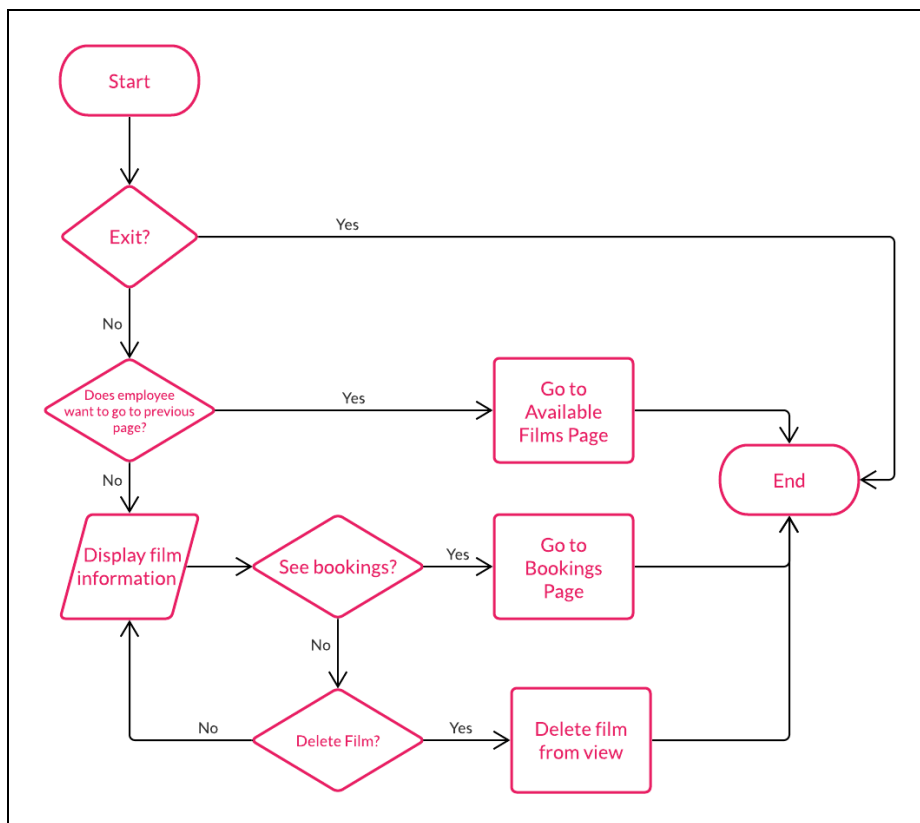 Start
Exit?
Yes
No
Does employee
want to go to previous
page?
Yes
Go to
Available
Films Page
End
No
Display film
information
See bookings?
Yes
Go to
Bookings
Page
No
No
Delete Film?
Yes
Delete film
from view